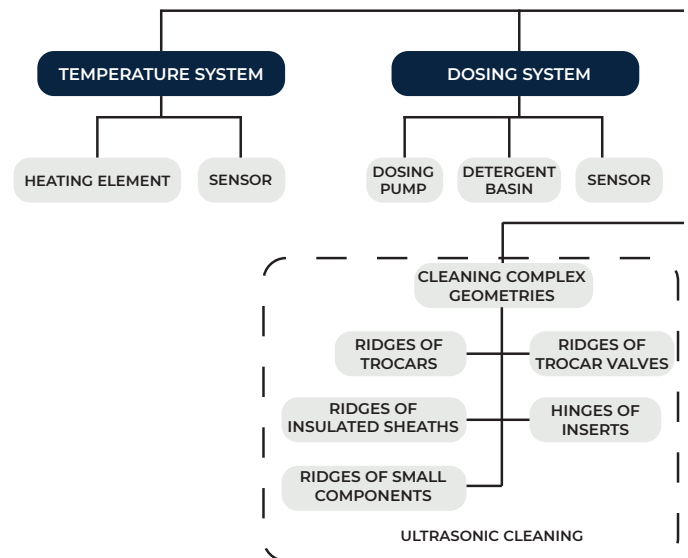 TEMPERATURE SYSTEM
DOSING SYSTEM
HEATING ELEMENT
SENSOR
DOSING
PUMP
DETERGENT
BASIN
SENSOR
CLEANING COMPLEX
GEOMETRIES
RIDGES OF
TROCARS
RIDGES OF
TROCAR VALVES
RIDGES OF
INSULATED SHEATHS
HINGES OF
INSERTS
RIDGES OF SMALL
COMPONENTS
ULTRASONIC CLEANING